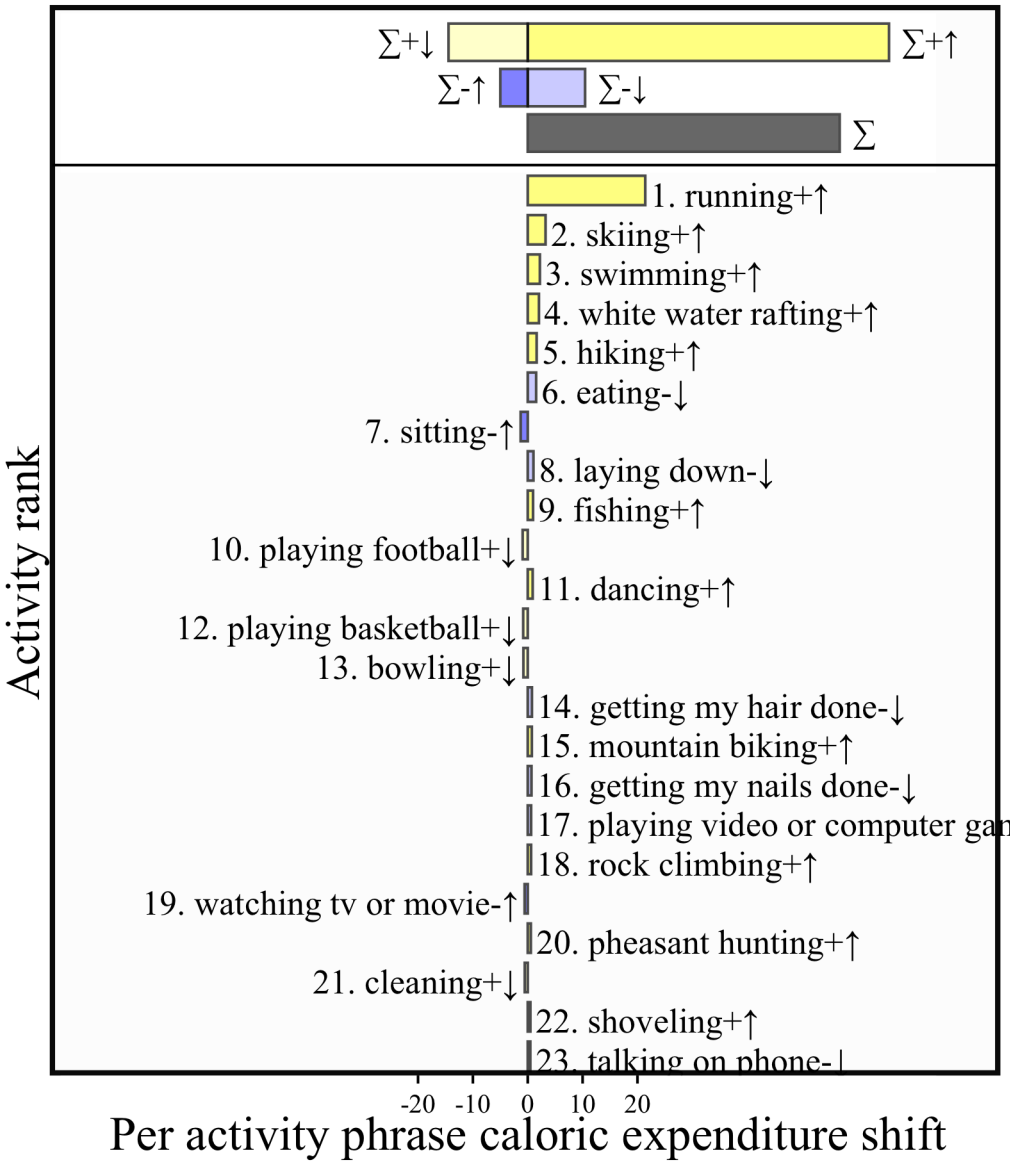 ∑+↓ ∑+↑
∑-↑ ∑-↓
∑
1. running+↑
2. skiing+↑
3. swimming+↑
4. white water rafting+↑
5. hiking+↑
6. eating-↓
7. sitting-↑
8. laying down-↓
9. fishing+↑
10. playing football+↓
11. dancing+↑
12. playing basketball+↓
13. bowling+↓
14. getting my hair done-↓
15. mountain biking+↑
16. getting my nails done-↓
17. playing video or computer
18. rock climbing+↑
19. watching tv or movie-↑
20. pheasant hunting+↑
21. cleaning+↓
22. shoveling+↑
23. talking on phone-↓
Activity rank
-20 -10 0 10 20
Per activity phrase caloric expenditure shift